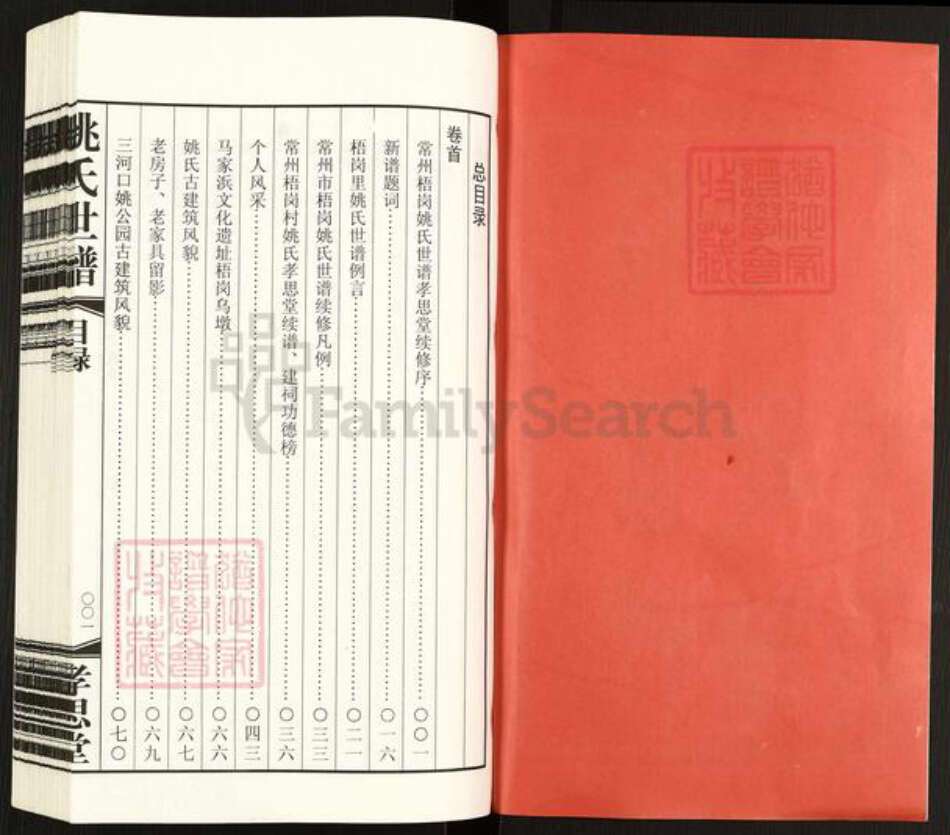 总目录
卷首
常州梧岗姚氏世谱孝思堂续修序……〇〇一
新谱题词……〇一六
梧岗里姚氏世谱例言……〇二一
常州市梧岗姚氏世谱续修凡例……〇三三
常州梧岗村姚氏孝思堂续谱、建祠功德榜……〇三六
个人风采……〇四三
马家浜文化遗址梧岗乌墩……〇六六
姚氏古建筑风貌……〇六七
老房子、老家具留影……〇六九
三河口姚公园古建筑风貌……〇七〇
姚氏世谱
目录
〇〇一
孝思堂
FamilySearch